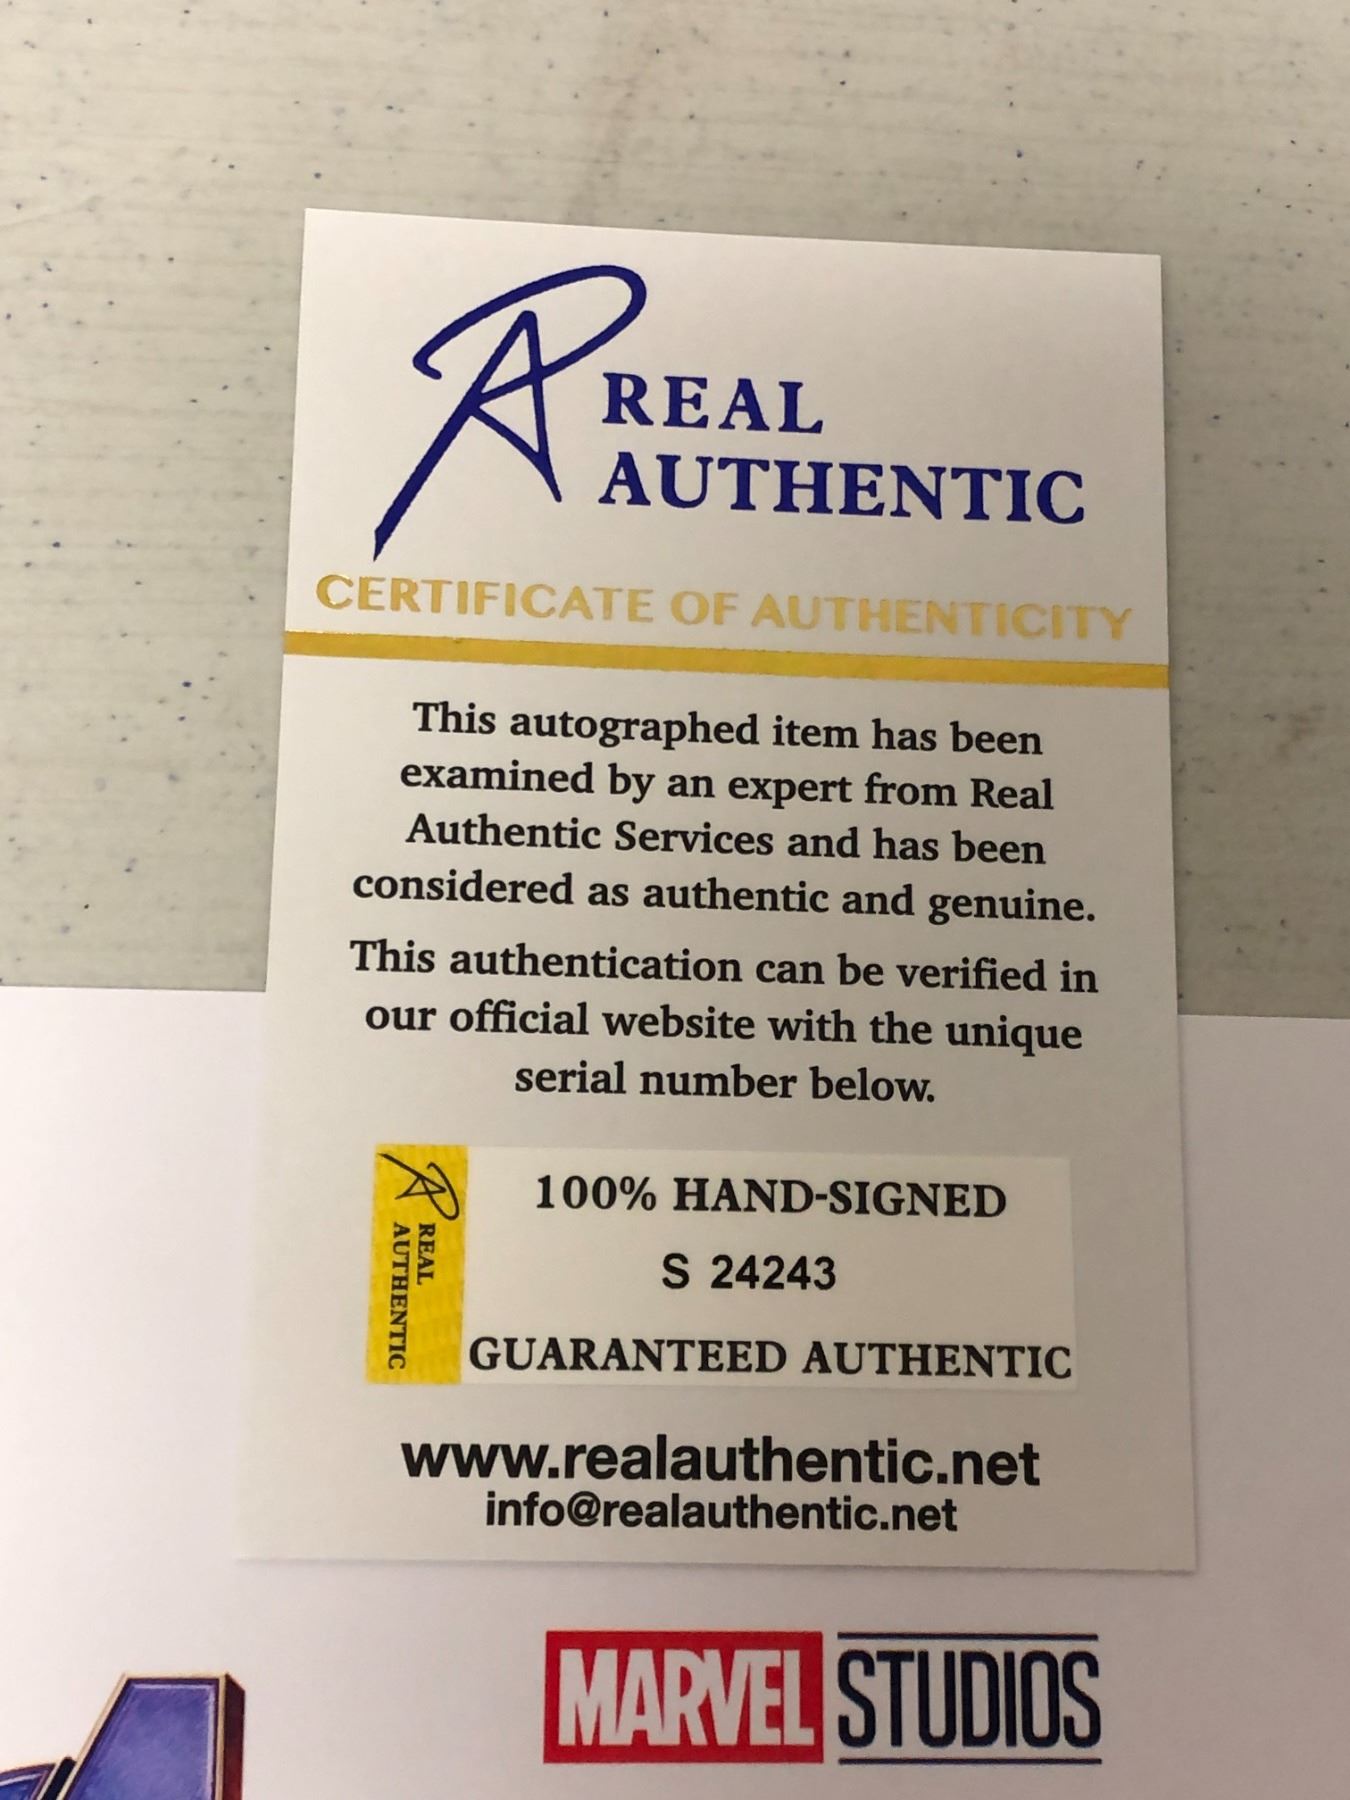 REAL
AUTHENTIC
CERTIFICATE OF AUTHENTICITY
This autographed item has been
examined by an expert from Real
Authentic Services and has been
considered as authentic and genuine.
This authentication can be verified in
our official website with the unique
serial number below.
REAL
AUTHENTIC
100% HAND-SIGNED
S 24243
GUARANTEED AUTHENTIC
www.realauthentic.net
info@realauthentic.net
MARVEL STUDIOS